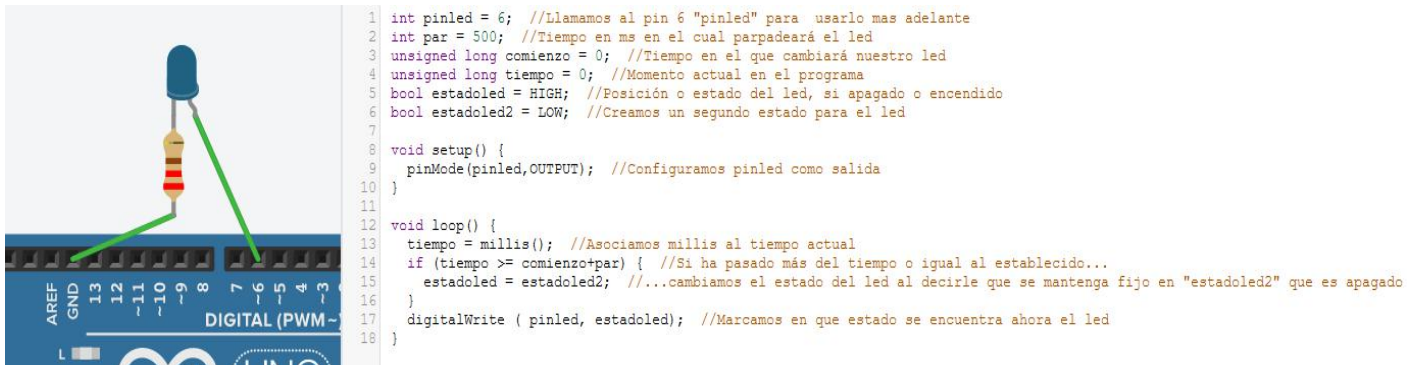 1 int pinled = 6;  //Llamamos al pin 6 "pinled" para  usarlo mas adelante
2 int par = 500;  //Tiempo en ms en el cual parpadeará el led
3 unsigned long comienzo = 0;  //Tiempo en el que cambiará nuestro led
4 unsigned long tiempo = 0;  //Momento actual en el programa
5 bool estadoled = HIGH;  //Posición o estado del led, si apagado o encendido
6 bool estadoled2 = LOW;  //Creamos un segundo estado para el led
7
8 void setup() {
9   pinMode(pinled,OUTPUT);  //Configuramos pinled como salida
10 }
11
12 void loop() {
13   tiempo = millis();  //Asociamos millis al tiempo actual
14   if (tiempo >= comienzo+par) {  //Si ha pasado más del tiempo o igual al establecido...
15     estadoled = estadoled2;  //...cambiamos el estado del led al decirle que se mantenga fijo en "estadoled2" que es apagado
16   }
17   digitalWrite ( pinled, estadoled);  //Marcamos en que estado se encuentra ahora el led
18 }
AREF
GND
13
12
~11
~10
~9
8
7
~6
~5
4
~3
DIGITAL (PWM~)
L
UNO